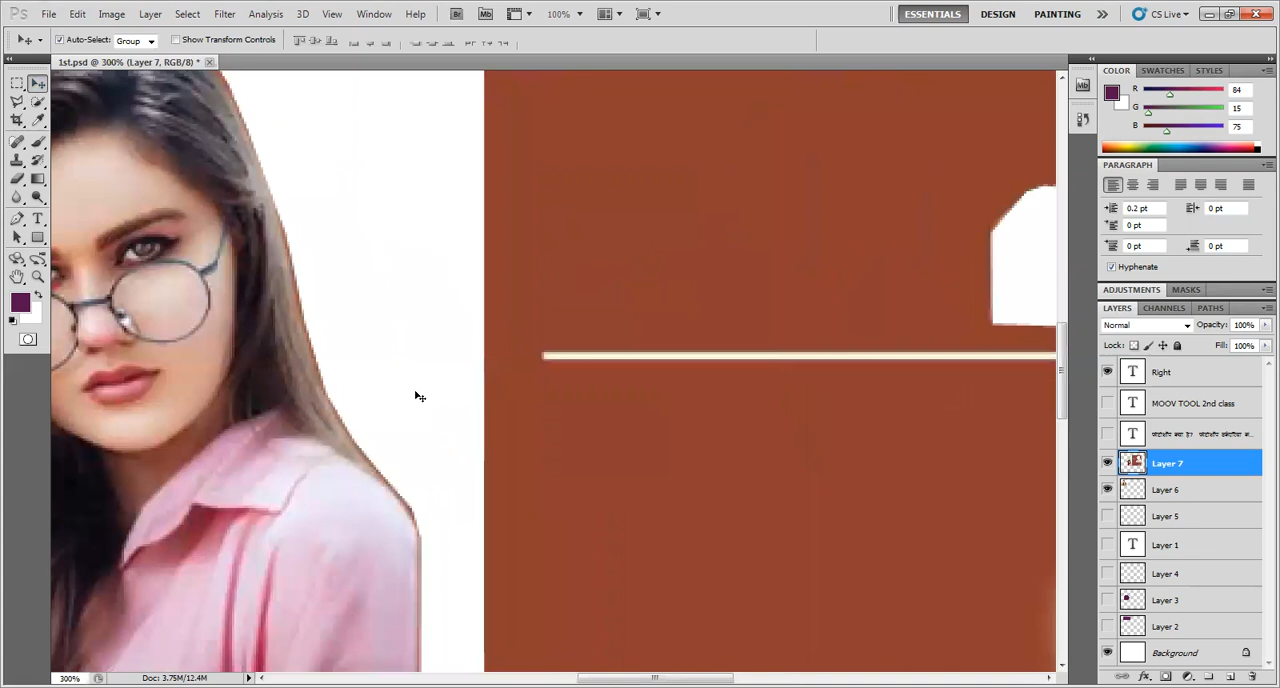 Ps File Edit Image Layer Select Filter Analysis 3D View Window Help Br Mb 100% ESSENTIALS DESIGN PAINTING CS Live
Auto-Select: Group Show Transform Controls
1st.psd @ 300% (Layer 7, RGB/8) *
COLOR SWATCHES STYLES
R 84
G 15
B 75
PARAGRAPH
0.2 pt 0 pt
0 pt
0 pt 0 pt
Hyphenate
ADJUSTMENTS MASKS
LAYERS CHANNELS PATHS
Normal Opacity: 100%
Lock: Fill: 100%
T Right
T MOOV TOOL 2nd class
T फोटोशॉप क्या है?
Layer 7
Layer 6
Layer 5
T Layer 1
Layer 4
Layer 3
Layer 2
Background
300% Doc: 3.75M/12.4M